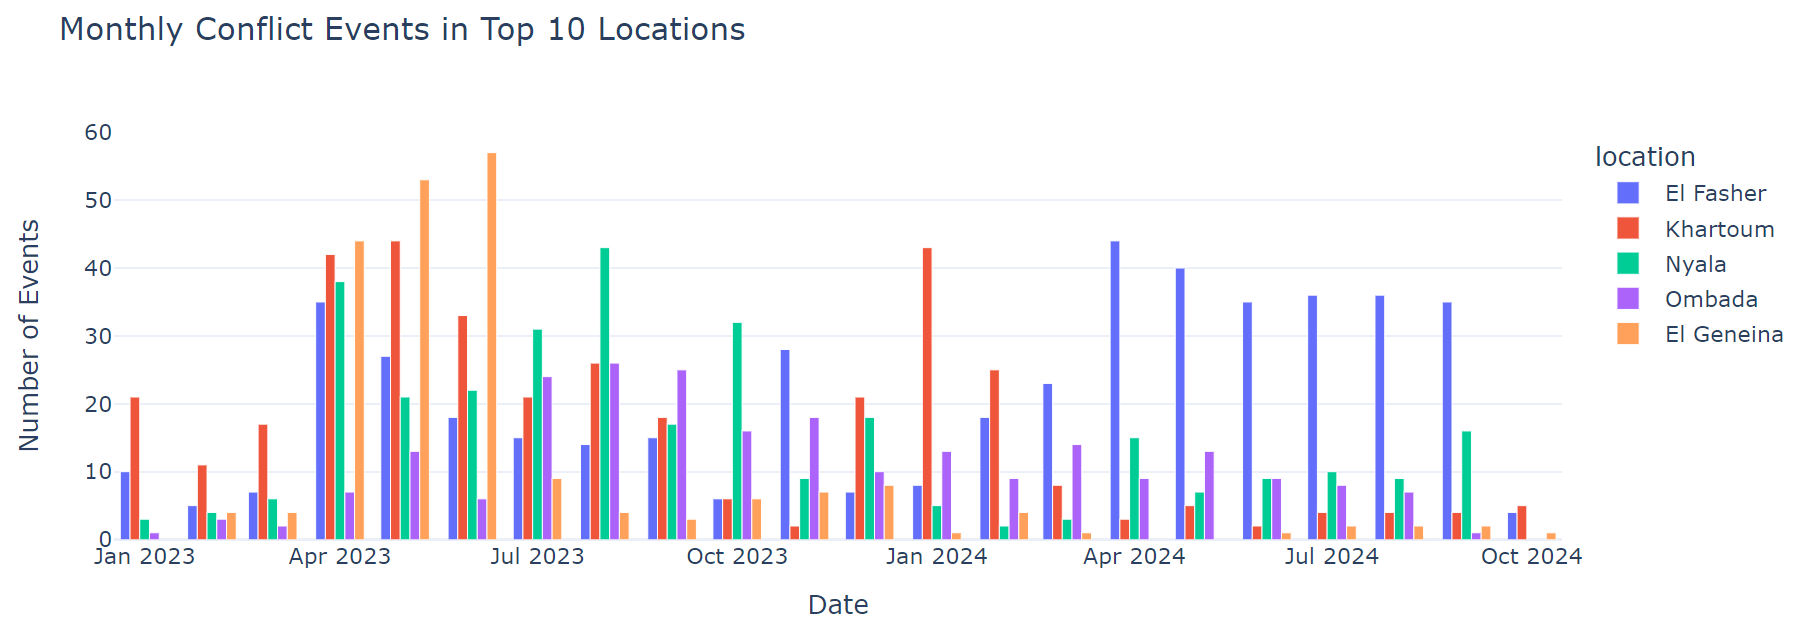 Monthly Conflict Events in Top 10 Locations
60
50
40
30
20
10
0
Number of Events
Jan 2023 Apr 2023 Jul 2023 Oct 2023 Jan 2024 Apr 2024 Jul 2024 Oct 2024
Date
location
El Fasher
Khartoum
Nyala
Ombada
El Geneina